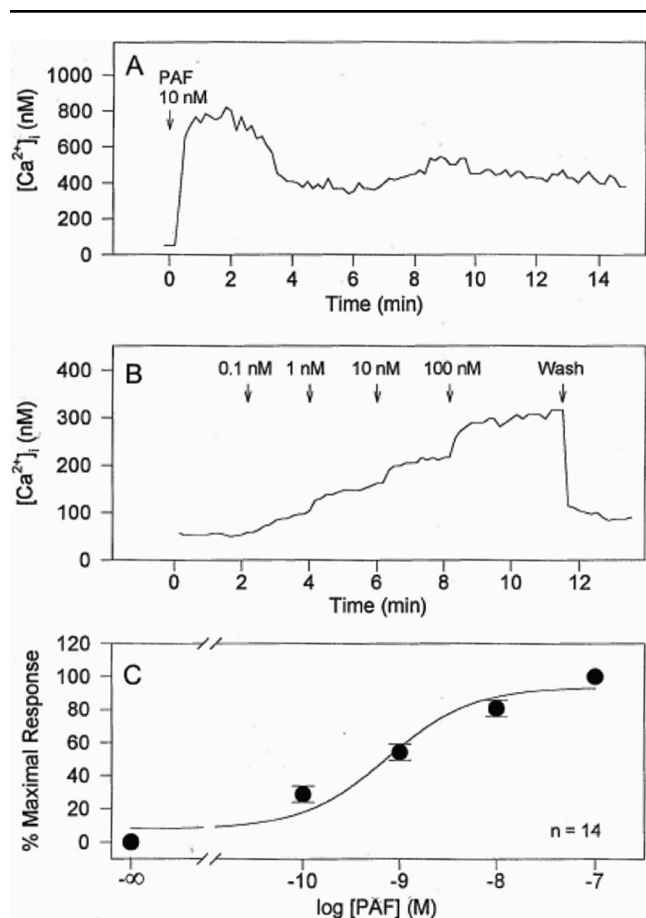 A
PAF
10 nM
1000
800
600
400
200
0
[Ca²⁺]ᵢ (nM)
0 2 4 6 8 10 12 14
Time (min)
B
0.1 nM 1 nM 10 nM 100 nM Wash
400
300
200
100
0
[Ca²⁺]ᵢ (nM)
0 2 4 6 8 10 12
Time (min)
C
120
100
80
60
40
20
0
% Maximal Response
n = 14
-∞ -10 -9 -8 -7
log [PAF] (M)